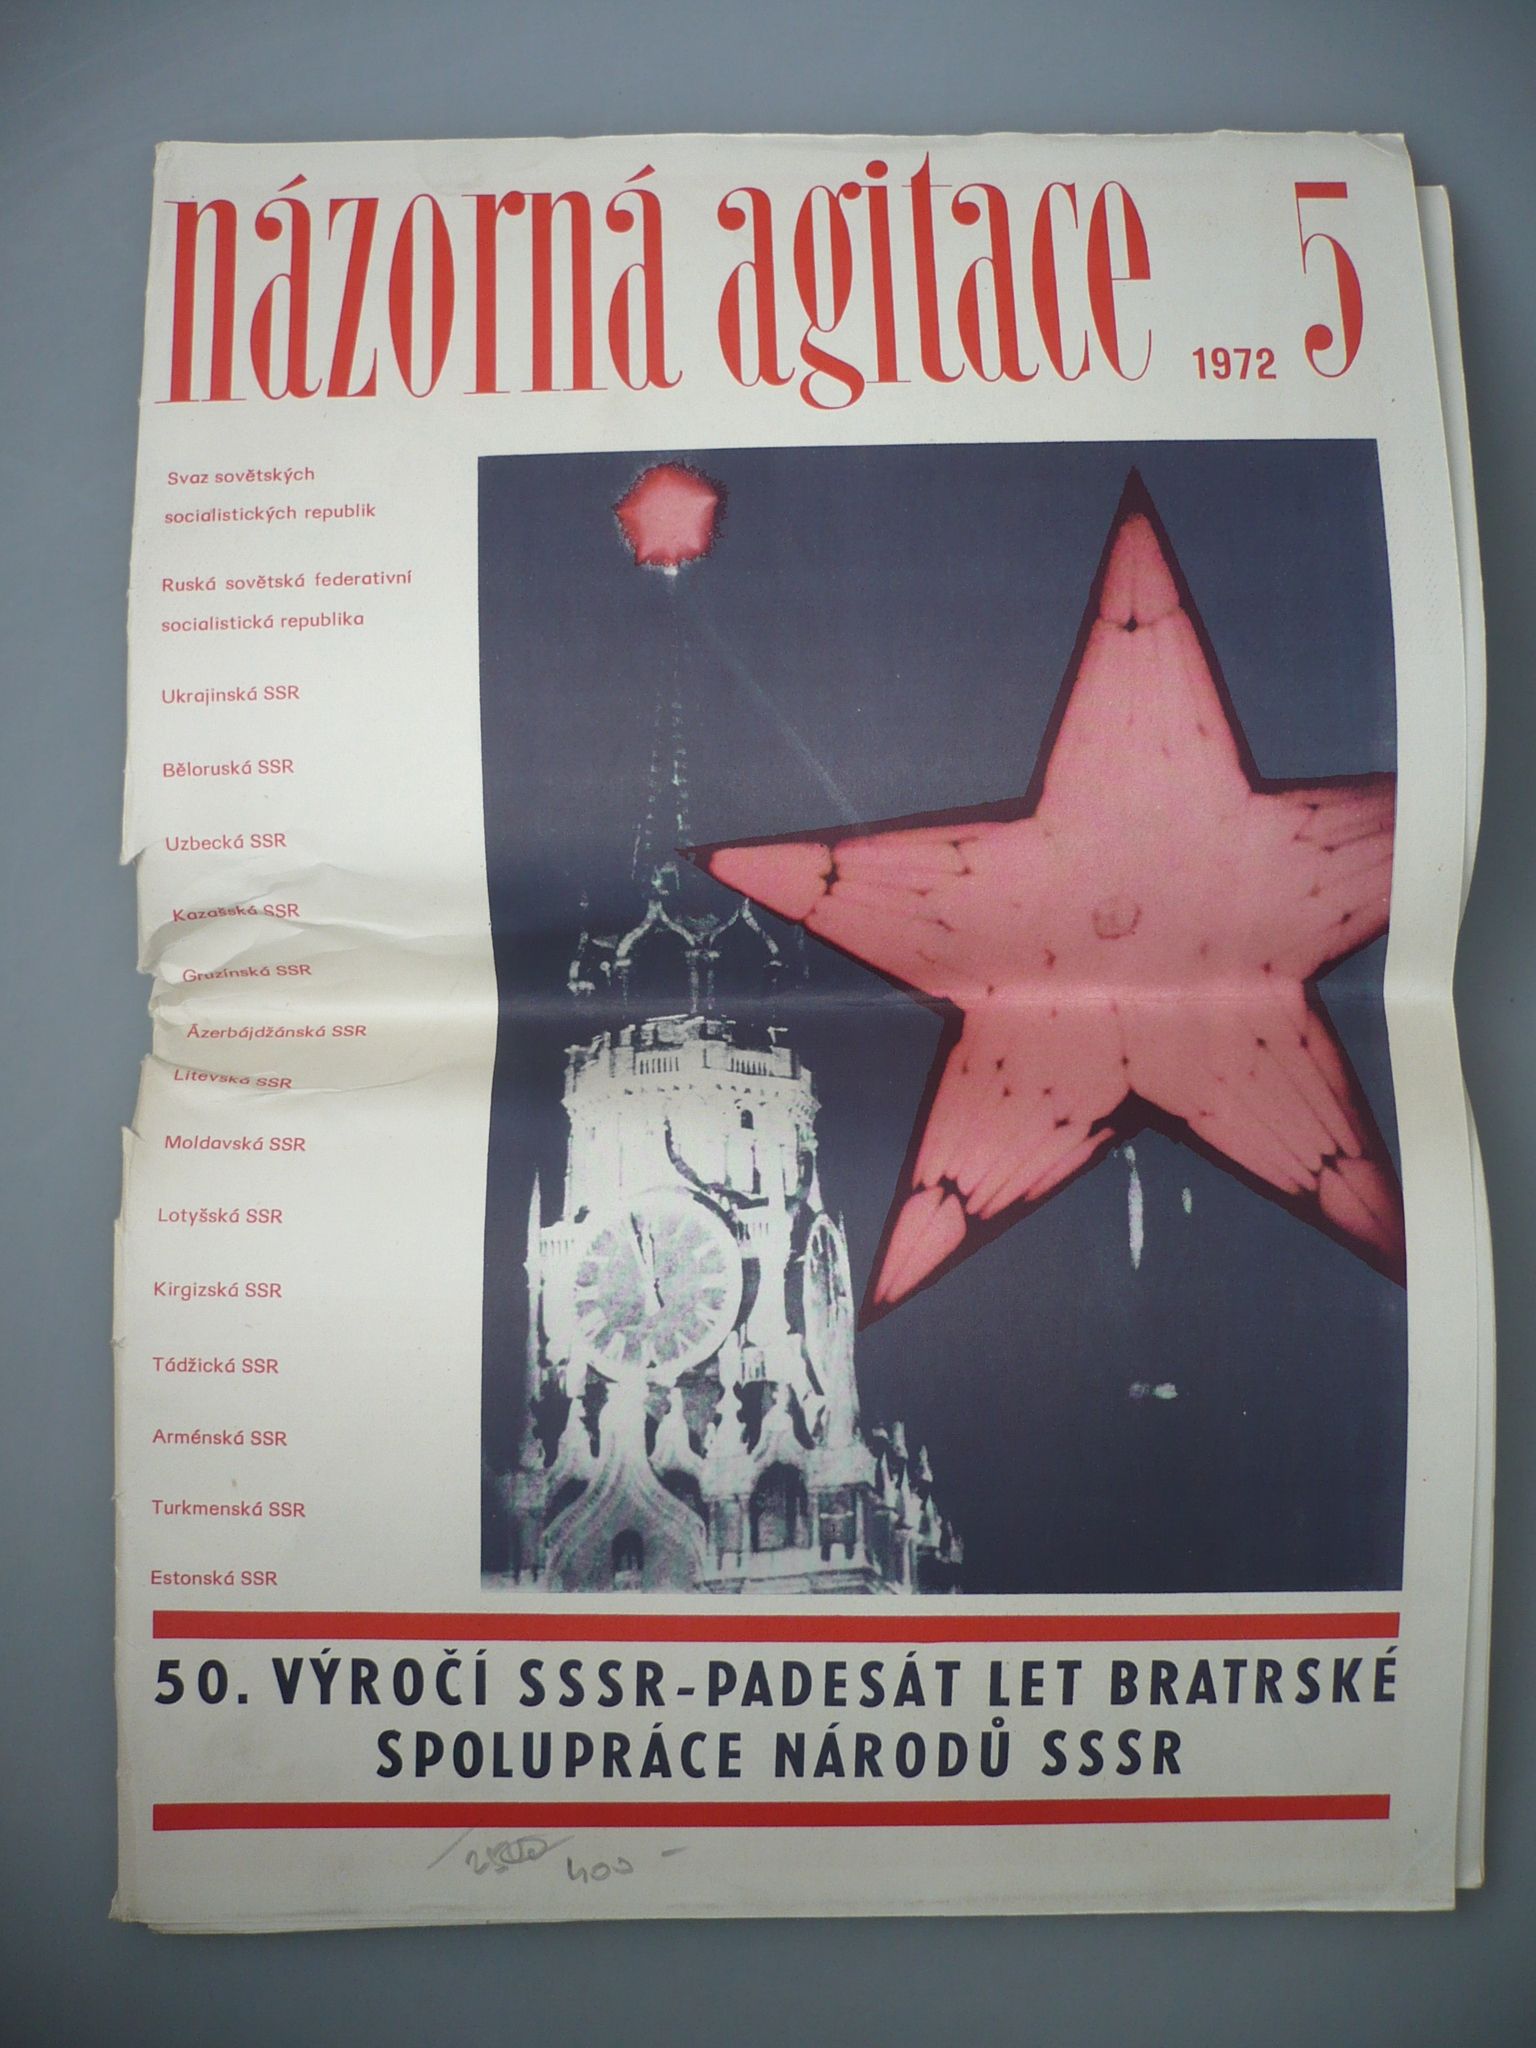 názorná agitace 1972 5
Svaz sovětských
socialistických republik
Ruská sovětská federativní
socialistická republika
Ukrajinská SSR
Běloruská SSR
Uzbecká SSR
Kazašská SSR
Gruzínská SSR
Ázerbájdžánská SSR
Litevská SSR
Moldavská SSR
Lotyšská SSR
Kirgizská SSR
Tádžická SSR
Arménská SSR
Turkmenská SSR
Estonská SSR
50. VÝROČÍ SSSR-PADESÁT LET BRATRSKÉ
SPOLUPRÁCE NÁRODŮ SSSR
400 -